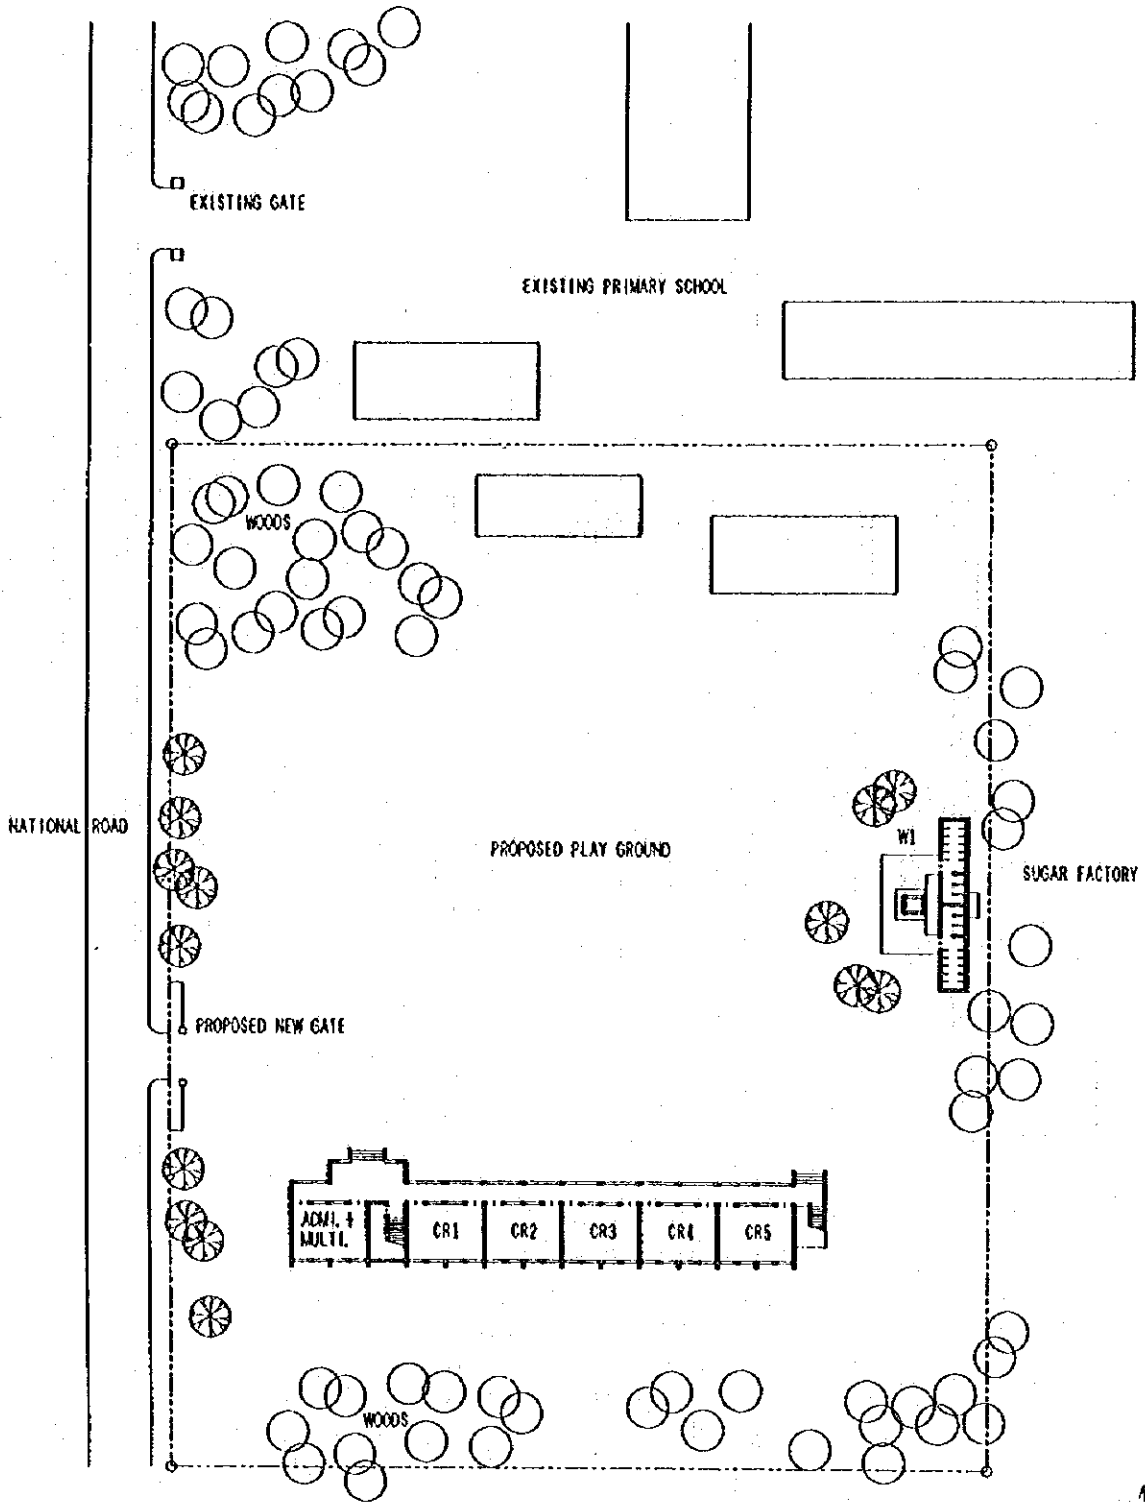 EXISTING GATE
EXISTING PRIMARY SCHOOL
WOODS
NATIONAL ROAD
PROPOSED PLAY GROUND
W1
SUGAR FACTORY
PROPOSED NEW GATE
ADMI. +
MULTI.
CR1
CR2
CR3
CR4
CR5
WOODS